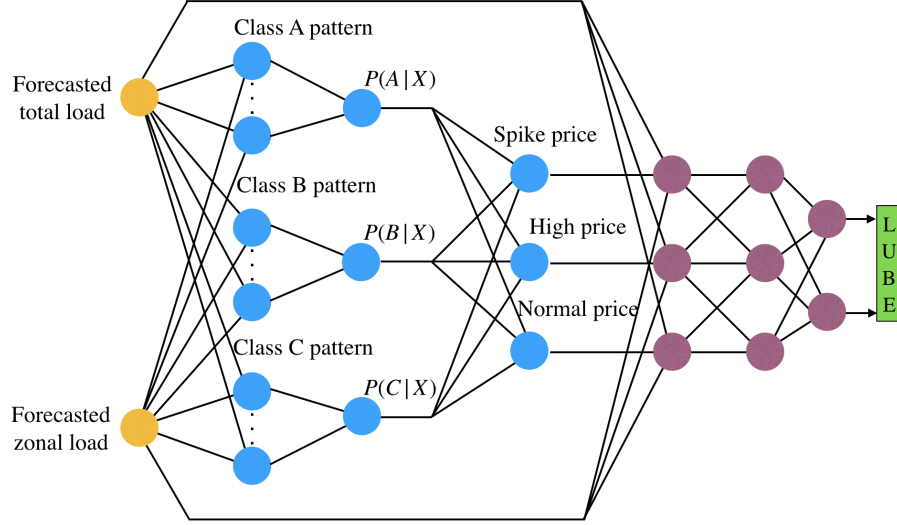 Class A pattern
Forecasted
total load
P(A|X)
Spike price
Class B pattern
P(B|X)
High price
L
U
B
E
Normal price
Class C pattern
P(C|X)
Forecasted
zonal load